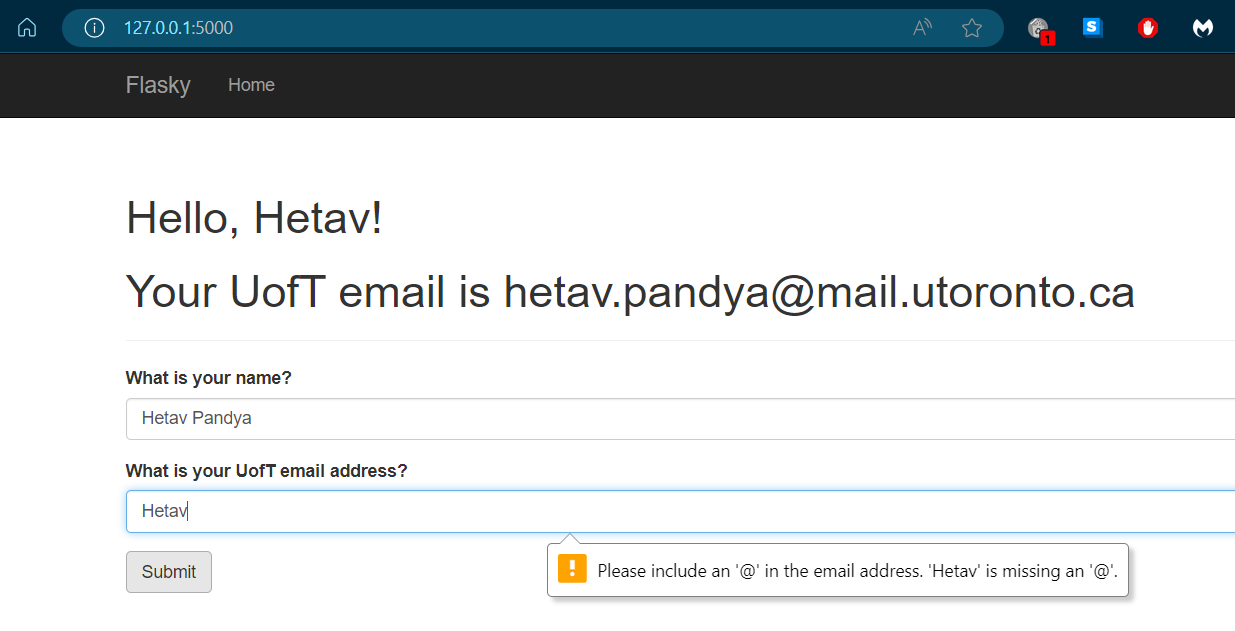 127.0.0.1:5000
1
S
Flasky Home
Hello, Hetav!
Your UofT email is hetav.pandya@mail.utoronto.ca
What is your name?
Hetav Pandya
What is your UofT email address?
Hetav
Submit
Please include an '@' in the email address. 'Hetav' is missing an '@'.